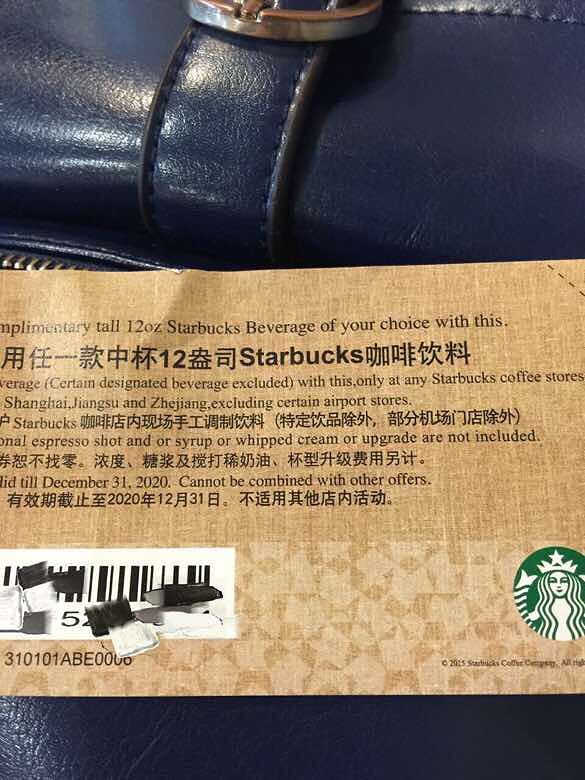 mplimentary tall 12oz Starbucks Beverage of your choice with this.
用任一款中杯12盎司Starbucks咖啡饮料
verage (Certain designated beverage excluded) with this,only at any Starbucks coffee stores
Shanghai,Jiangsu and Zhejiang,excluding certain airport stores.
户 Starbucks 咖啡店内现场手工调制饮料（特定饮品除外，部分机场门店除外）
onal espresso shot and or syrup or whipped cream or upgrade are not included.
券恕不找零。浓度、糖浆及搅打稀奶油、杯型升级费用另计。
lid till December 31, 2020. Cannot be combined with other offers.
有效期截止至2020年12月31日。不适用其他店内活动。
52
310101ABE0006
© 2015 Starbucks Coffee Company, All righ